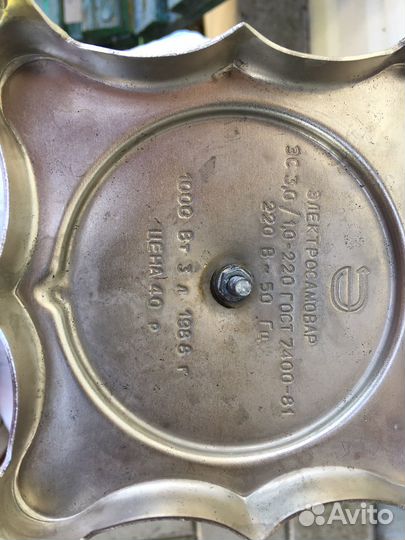 ЭЛЕКТРОСАМОВАР
ЭС 3,0/1,0-220 ГОСТ 7400-81
220 В~50 Гц
1000 Вт 3 л 1986 г
ЦЕНА 40 р
Avito